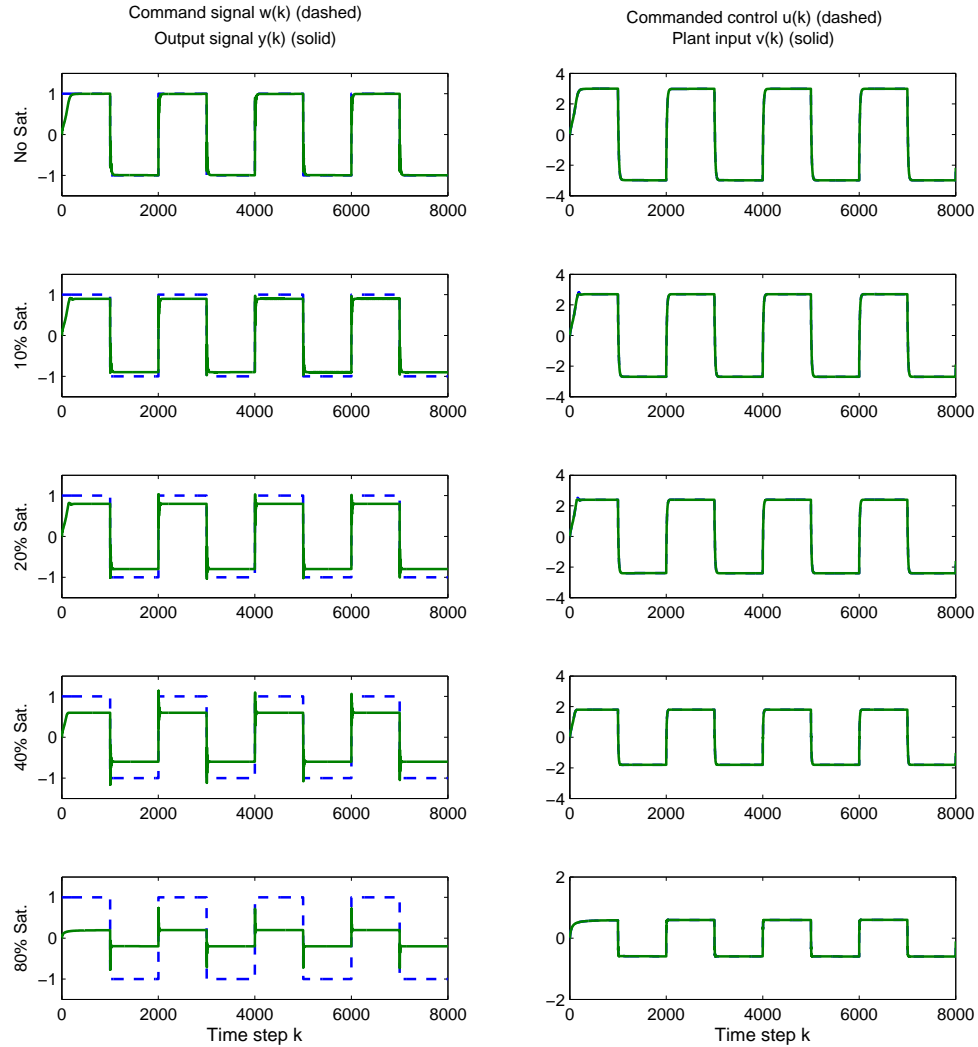 Command signal w(k) (dashed)
Output signal y(k) (solid)
Commanded control u(k) (dashed)
Plant input v(k) (solid)
No Sat.
1
0
−1
0 2000 4000 6000 8000
4
2
0
−2
−4
0 2000 4000 6000 8000
10% Sat.
1
0
−1
0 2000 4000 6000 8000
4
2
0
−2
−4
0 2000 4000 6000 8000
20% Sat.
1
0
−1
0 2000 4000 6000 8000
4
2
0
−2
−4
0 2000 4000 6000 8000
40% Sat.
1
0
−1
0 2000 4000 6000 8000
4
2
0
−2
−4
0 2000 4000 6000 8000
80% Sat.
1
0
−1
0 2000 4000 6000 8000
Time step k
2
0
−2
0 2000 4000 6000 8000
Time step k